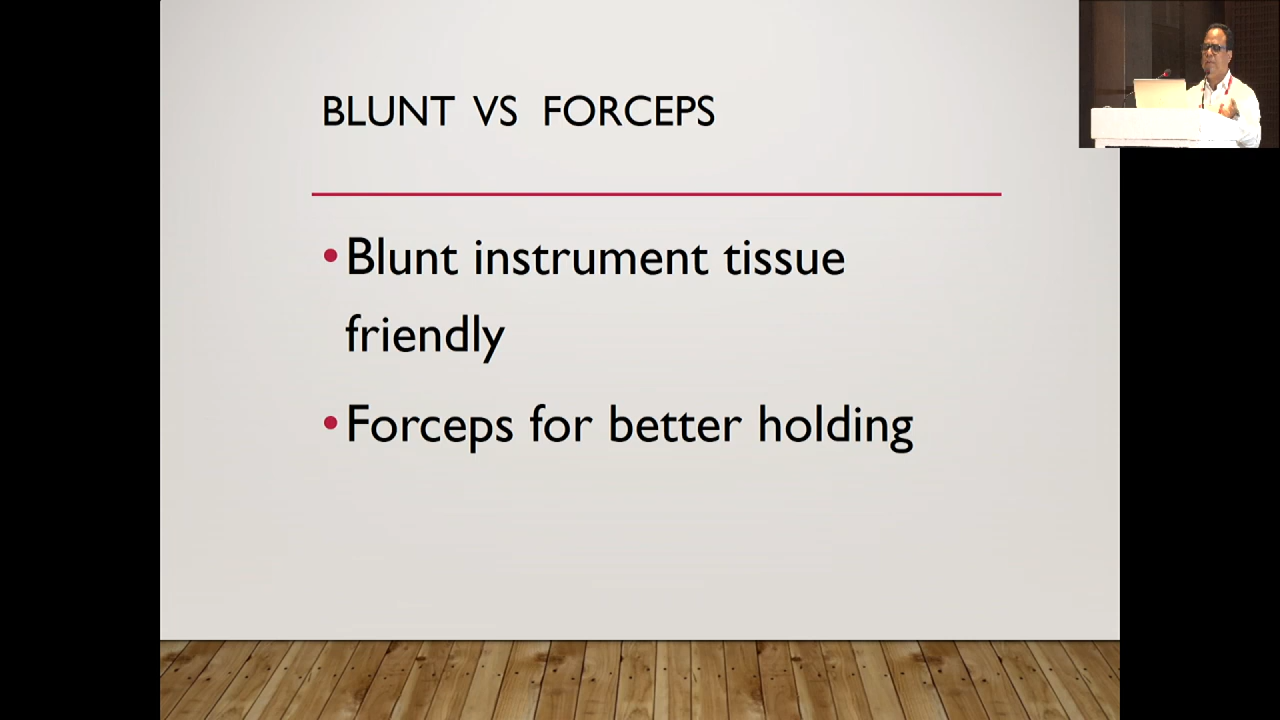 BLUNT VS FORCEPS
•Blunt instrument tissue
friendly
•Forceps for better holding